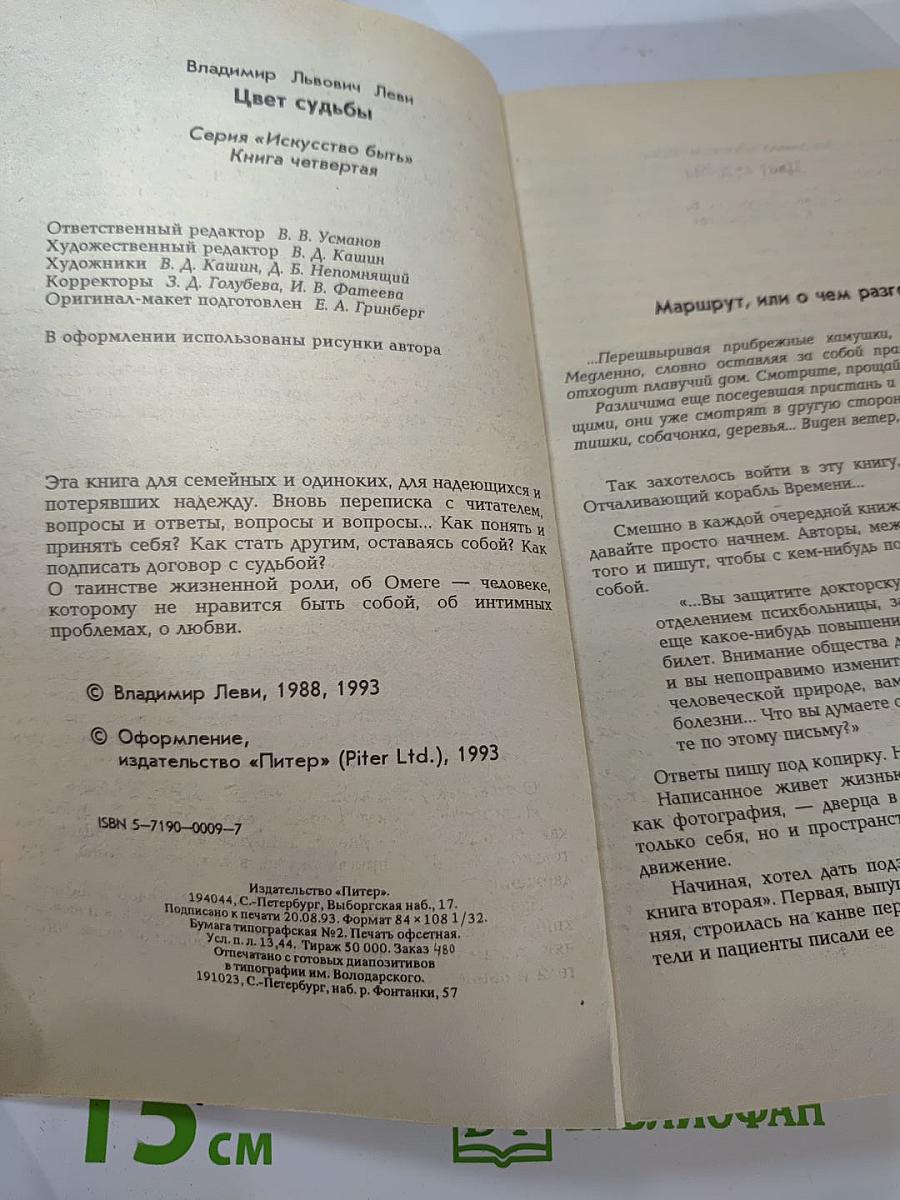 Владимир Львович Леви
Цвет судьбы
Серия «Искусство быть»
Книга четвертая
Ответственный редактор В. В. Усманов
Художественный редактор В. Д. Кашин
Художники В. Д. Кашин, Д. Б. Непомнящий
Корректоры З. Д. Голубева, И. В. Фатеева
Оригинал-макет подготовлен Е. А. Гринберг
В оформлении использованы рисунки автора
Эта книга для семейных и одиноких, для надеющихся и
потерявших надежду. Вновь переписка с читателем,
вопросы и ответы, вопросы и вопросы... Как понять и
принять себя? Как стать другим, оставаясь собой? Как
подписать договор с судьбой?
О таинстве жизненной роли, об Омеге — человеке,
которому не нравится быть собой, об интимных
проблемах, о любви.
© Владимир Леви, 1988, 1993
© Оформление,
издательство «Питер» (Piter Ltd.), 1993
ISBN 5-7190-0009-7
Издательство «Питер».
194044, С.-Петербург, Выборгская наб., 17.
Подписано к печати 20.08.93. Формат 84×108 1/32.
Бумага типографская №2. Печать офсетная.
Усл. п. л. 13,44. Тираж 50 000. Заказ 480
Отпечатано с готовых диапозитивов
в типографии им. Володарского.
191023, С.-Петербург, наб. р. Фонтанки, 57
Маршрут, или о чем
...Перешвыривая прибрежные камушки,
Медленно, словно оставляя за собой
отходит плавучий дом. Смотрите,
Различима еще поседевшая пристань и
щими, они уже смотрят в другую
тишки, собачонка, деревья... Виден ветер,
Так захотелось войти в эту книгу,
Отчаливающий корабль Времени...
Смешно в каждой очередной
давайте просто начнем. Авторы,
того и пишут, чтобы с кем-нибудь
собой.
«...Вы защитите
отделением психбольницы,
еще какое-нибудь
билет. Внимание общества
и вы непоправимо
человеческой природе,
болезни... Что вы думаете
те по этому письму?»
Ответы пишу под копирку.
Написанное живет
как фотография, — дверца в
только себя, но и
движение.
Начиная, хотел дать
книга вторая». Первая,
няя, строилась на канве
тели и пациенты писали ее
15 см